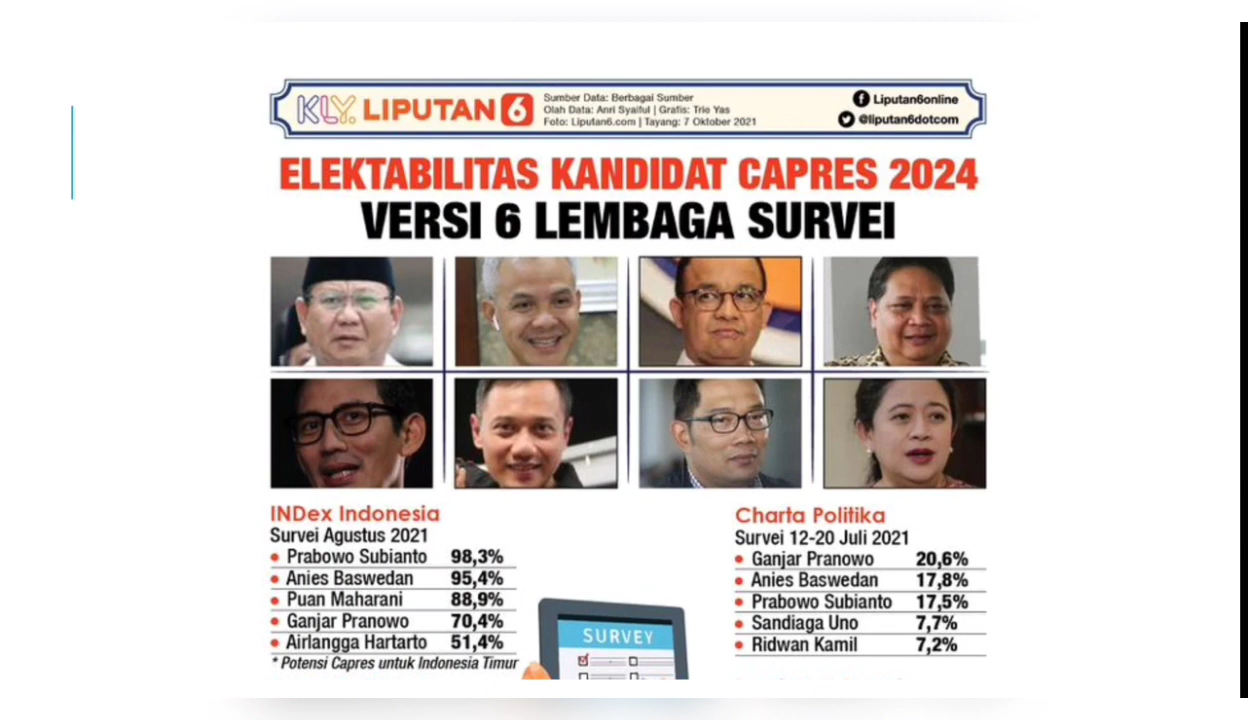 KLY. LIPUTAN 6
Sumber Data: Berbagai Sumber
Olah Data: Anri Syaiful | Grafis: Trie Yas
Foto: Liputan6.com | Tayang: 7 Oktober 2021
Liputan6online
@liputan6dotcom
ELEKTABILITAS KANDIDAT CAPRES 2024
VERSI 6 LEMBAGA SURVEI
INDex Indonesia
Survei Agustus 2021
• Prabowo Subianto 98,3%
• Anies Baswedan 95,4%
• Puan Maharani 88,9%
• Ganjar Pranowo 70,4%
• Airlangga Hartarto 51,4%
* Potensi Capres untuk Indonesia Timur
SURVEY
Charta Politika
Survei 12-20 Juli 2021
• Ganjar Pranowo 20,6%
• Anies Baswedan 17,8%
• Prabowo Subianto 17,5%
• Sandiaga Uno 7,7%
• Ridwan Kamil 7,2%